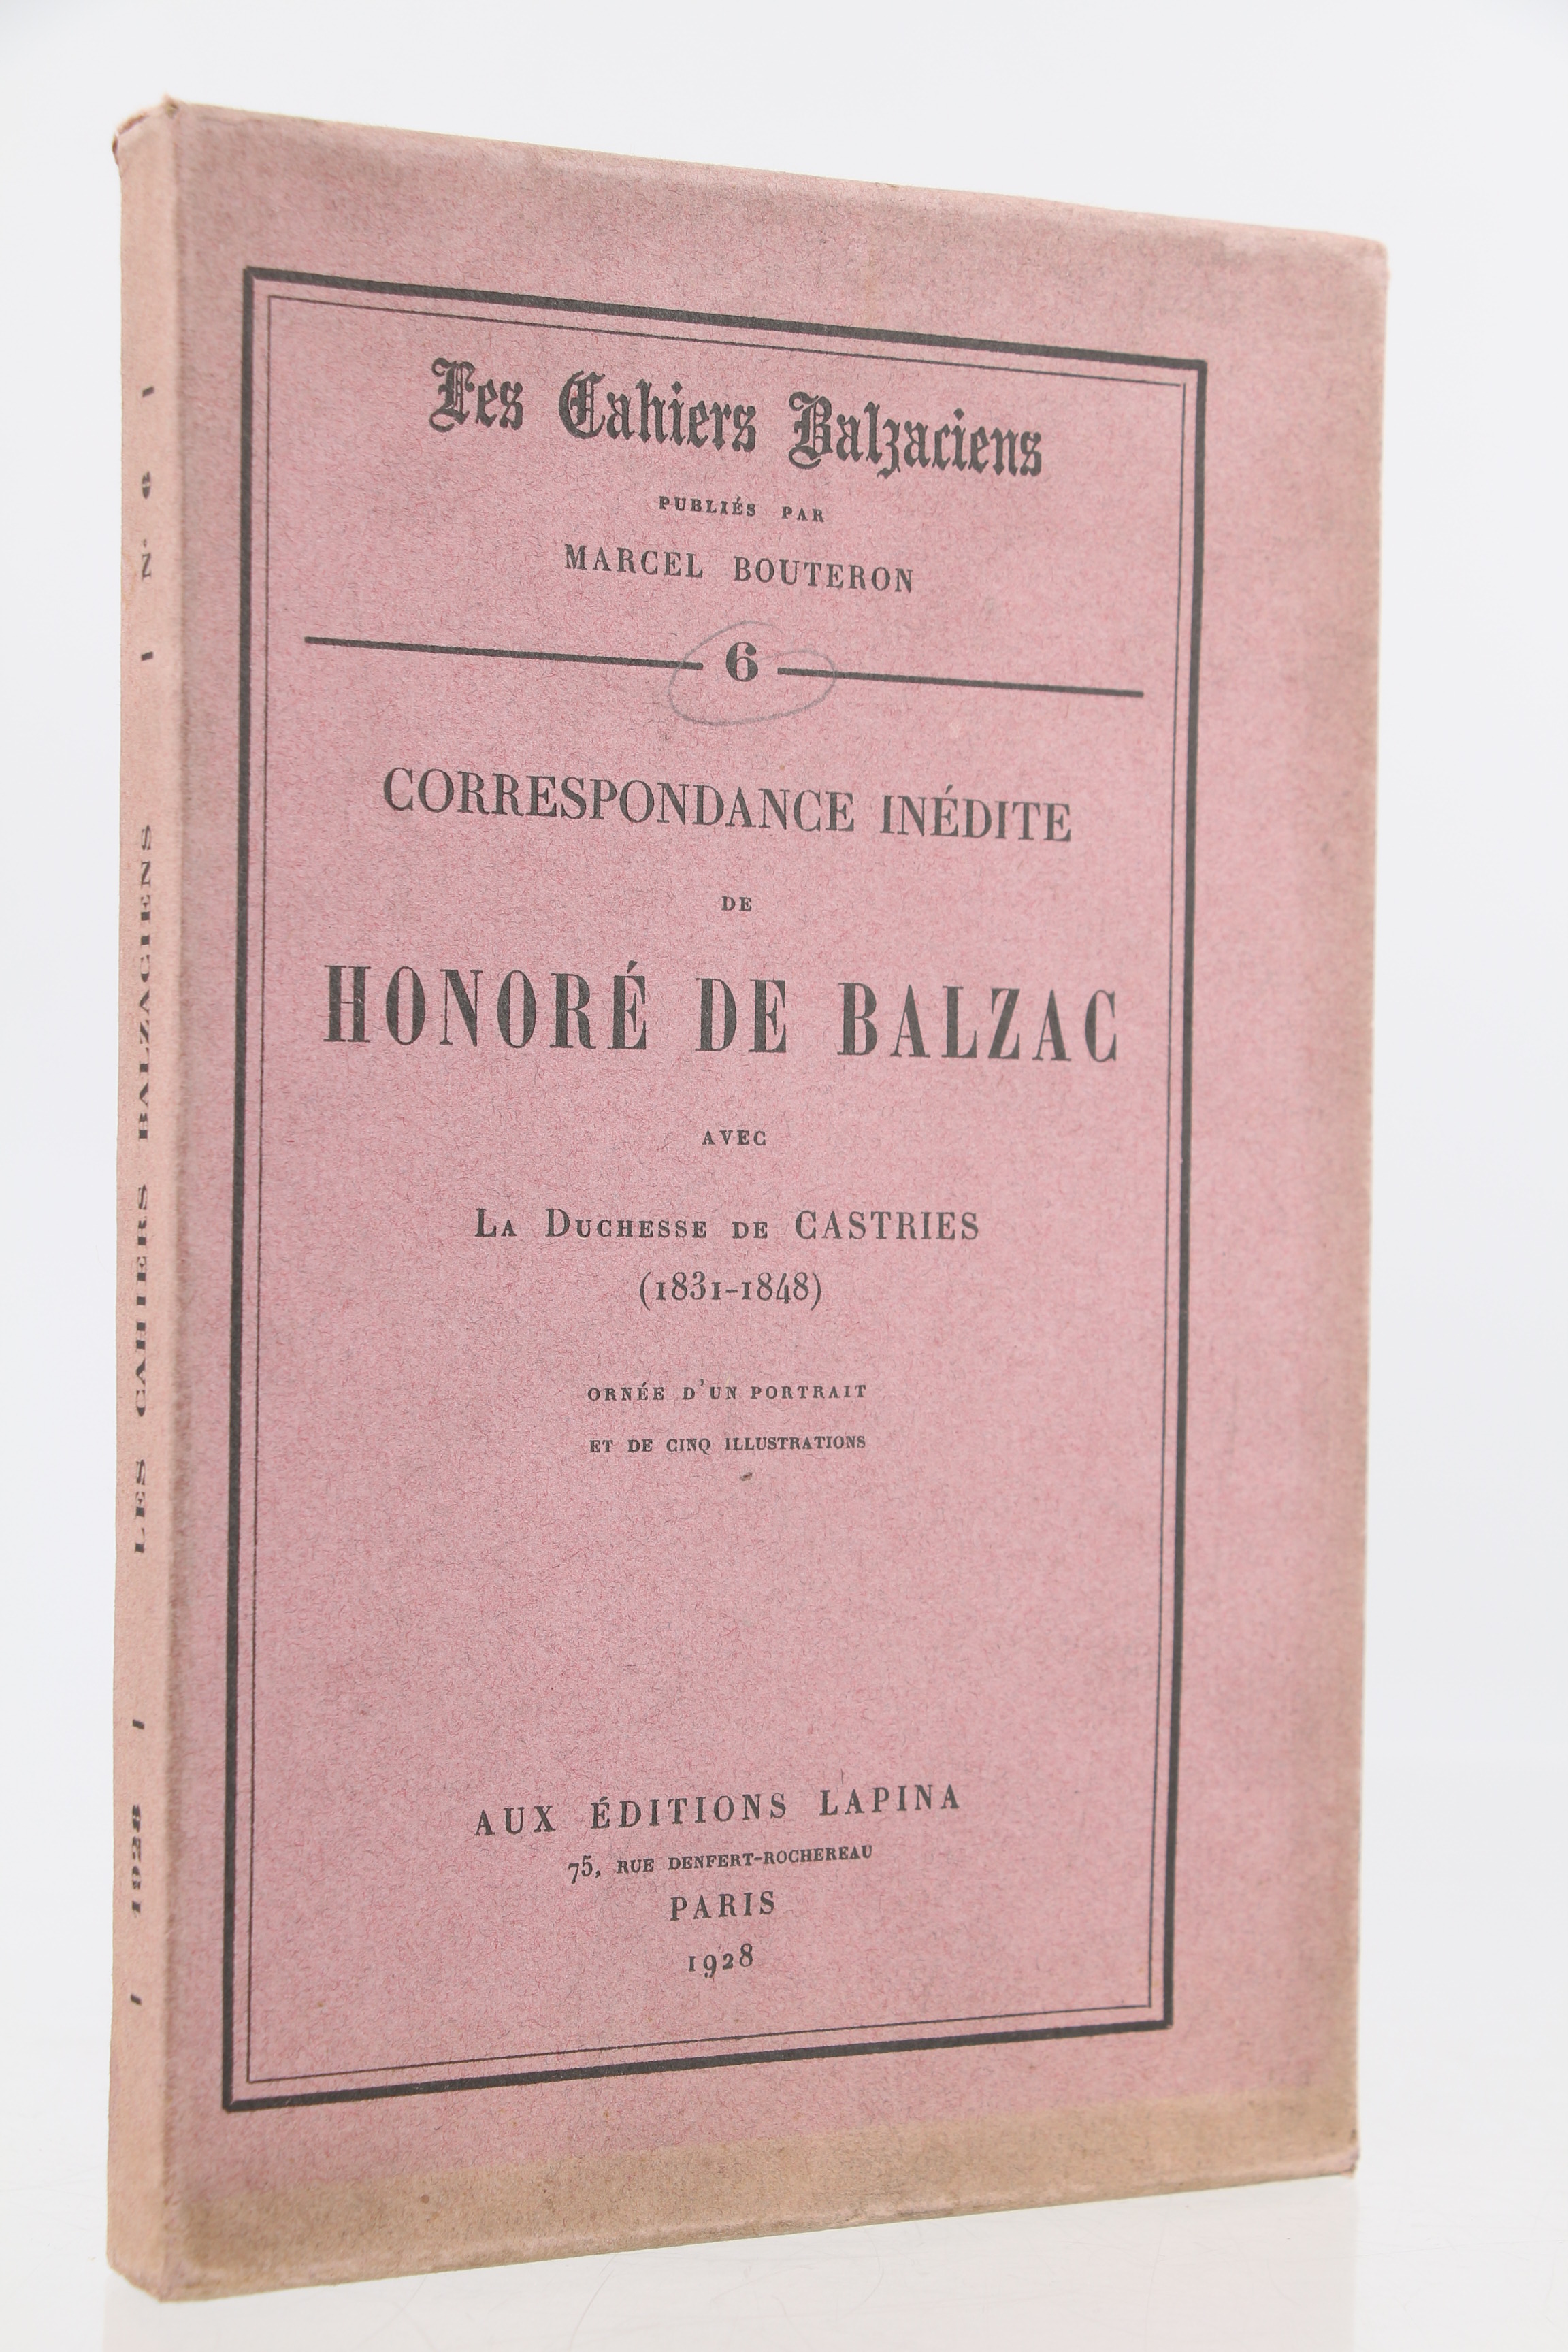 Les Cahiers Balzaciens
PUBLIÉS PAR
MARCEL BOUTERON
6
CORRESPONDANCE INÉDITE
DE
HONORÉ DE BALZAC
AVEC
LA DUCHESSE DE CASTRIES
(1831-1848)
ORNÉE D'UN PORTRAIT
ET DE CINQ ILLUSTRATIONS
AUX ÉDITIONS LAPINA
75, RUE DENFERT-ROCHEREAU
PARIS
1928
1928 LES CAHIERS BALZACIENS N° 6